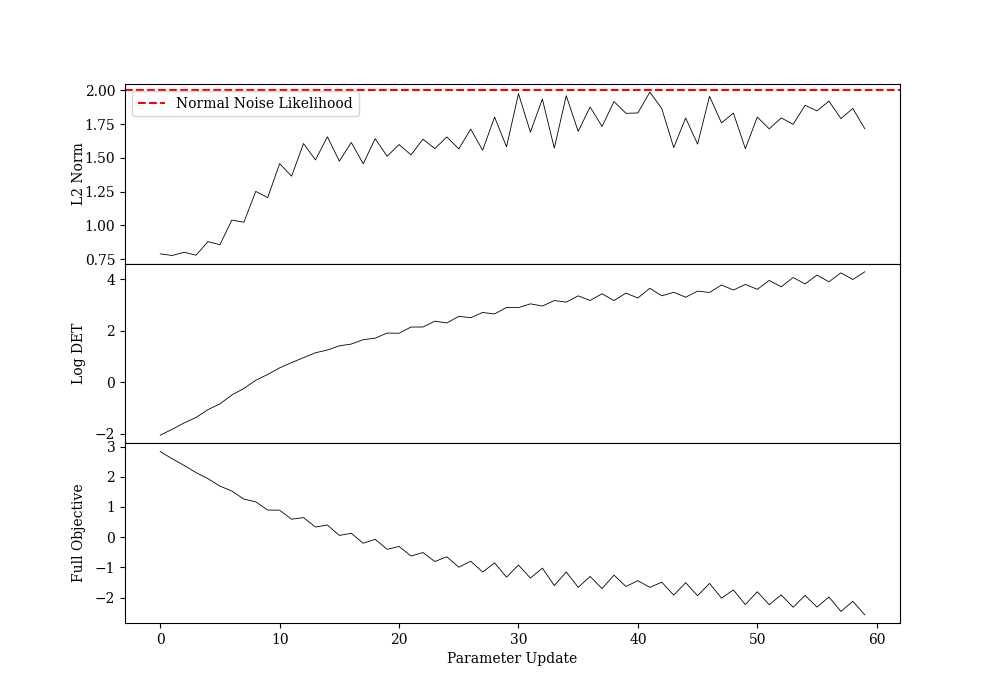 2.00
1.75
1.50
1.25
1.00
0.75
L2 Norm
Normal Noise Likelihood
4
2
0
−2
Log DET
3
2
1
0
−1
−2
Full Objective
0 10 20 30 40 50 60
Parameter Update